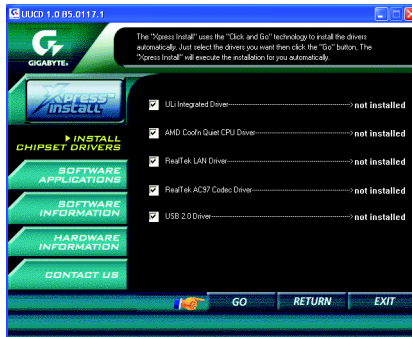 UUCD 1.0 B5.0117.1
The "Xpress Install" uses the "Click and Go" technology to install the drivers
automatically. Just select the drivers you want then click the "Go" button, The
"Xpress Install" will execute the installation for you automatically.
GIGABYTE
Xpress-
INSTALL
INSTALL
CHIPSET DRIVERS
SOFTWARE
APPLICATIONS
SOFTWARE
INFORMATION
HARDWARE
INFORMATION
CONTACT US
ULi Integrated Driver not installed
AMD Cool'n Quiet CPU Driver not installed
RealTek LAN Driver not installed
RealTek AC97 Codec Driver not installed
USB 2.0 Driver not installed
GO RETURN EXIT